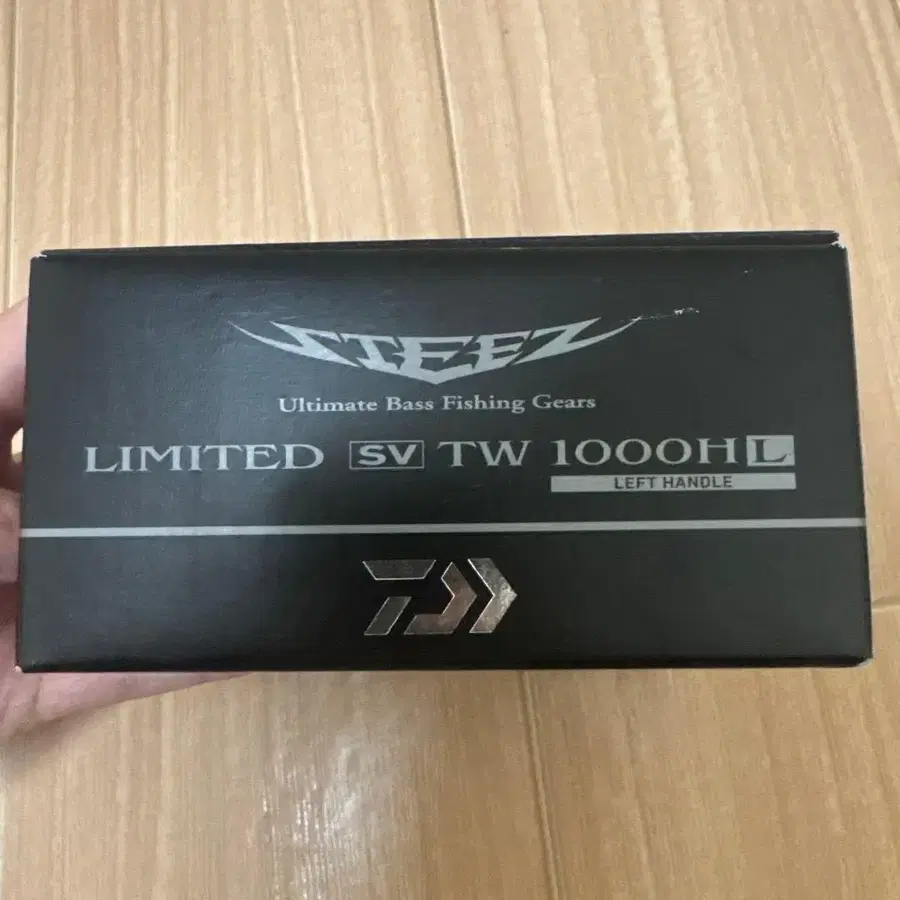 STEEZ
Ultimate Bass Fishing Gears
LIMITED SV TW 1000HL
LEFT HANDLE